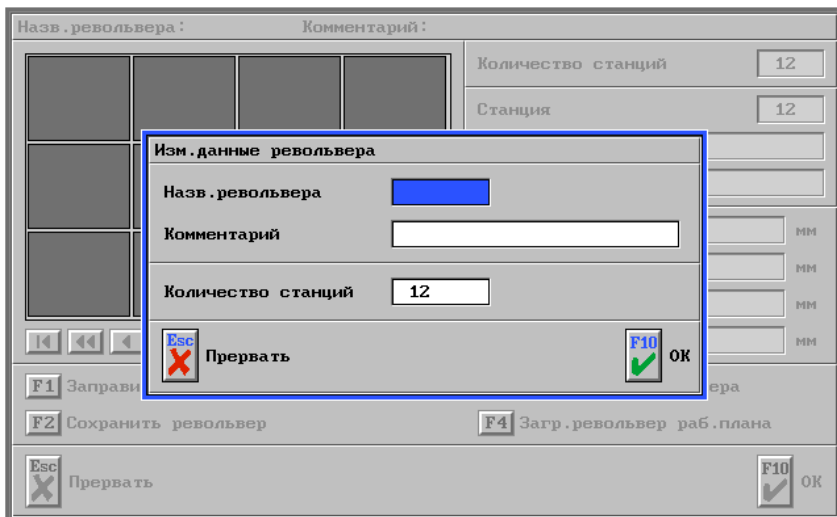 Назв.револьвера: Комментарий:
Количество станций 12
Станция 12
Изм.данные револьвера
Назв.револьвера
Комментарий
Количество станций 12
Esc Прервать F10 ОК
мм
мм
мм
мм
F1 Заправи ера
F2 Сохранить револьвер F4 Загр.револьвер раб.плана
Esc Прервать F10 ОК